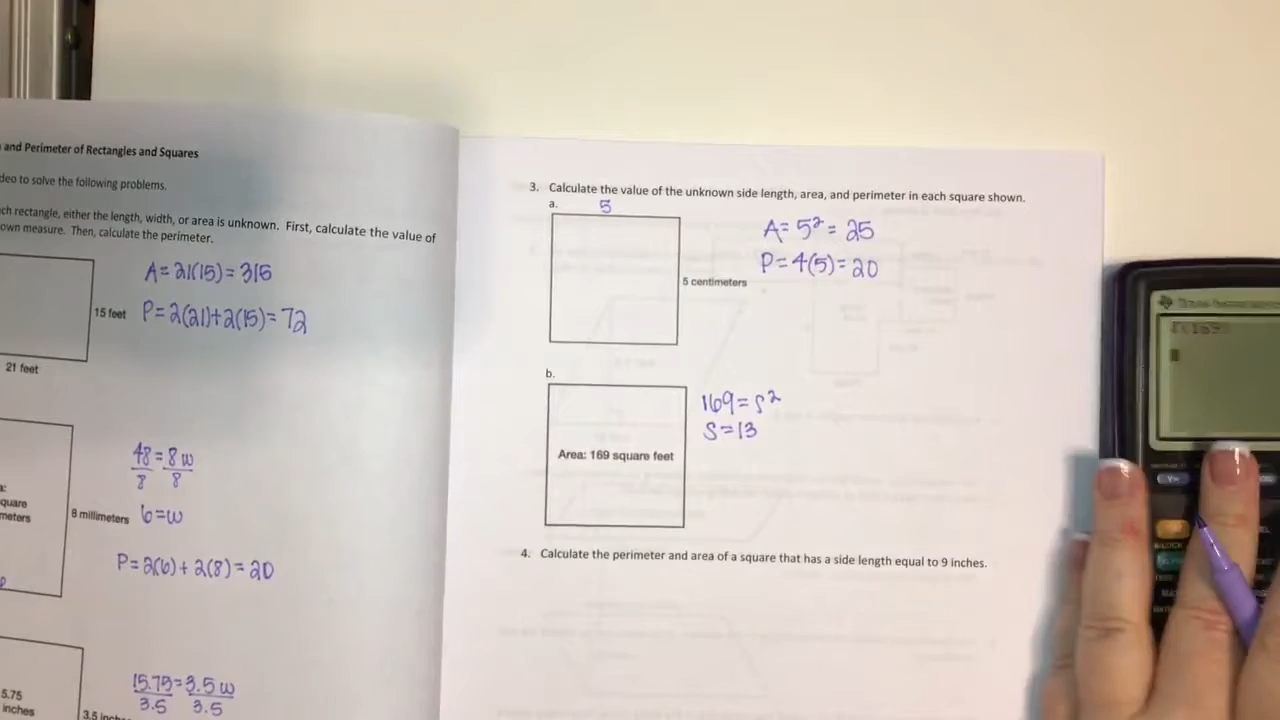 and Perimeter of Rectangles and Squares
to solve the following problems.
rectangle, either the length, width, or area is unknown. First, calculate the value of
measure. Then, calculate the perimeter.
A=21(15)=315
15 feet
P=2(21)+2(15)=72
21 feet
48=8w
8 8
8 millimeters
6=w
P=2(6)+2(8)=20
15.75=3.5w
3.5 3.5
5.75
inches
3. Calculate the value of the unknown side length, area, and perimeter in each square shown.
a.
5
A=5²=25
P=4(5)=20
5 centimeters
b.
169=s²
s=13
Area: 169 square feet
4. Calculate the perimeter and area of a square that has a side length equal to 9 inches.